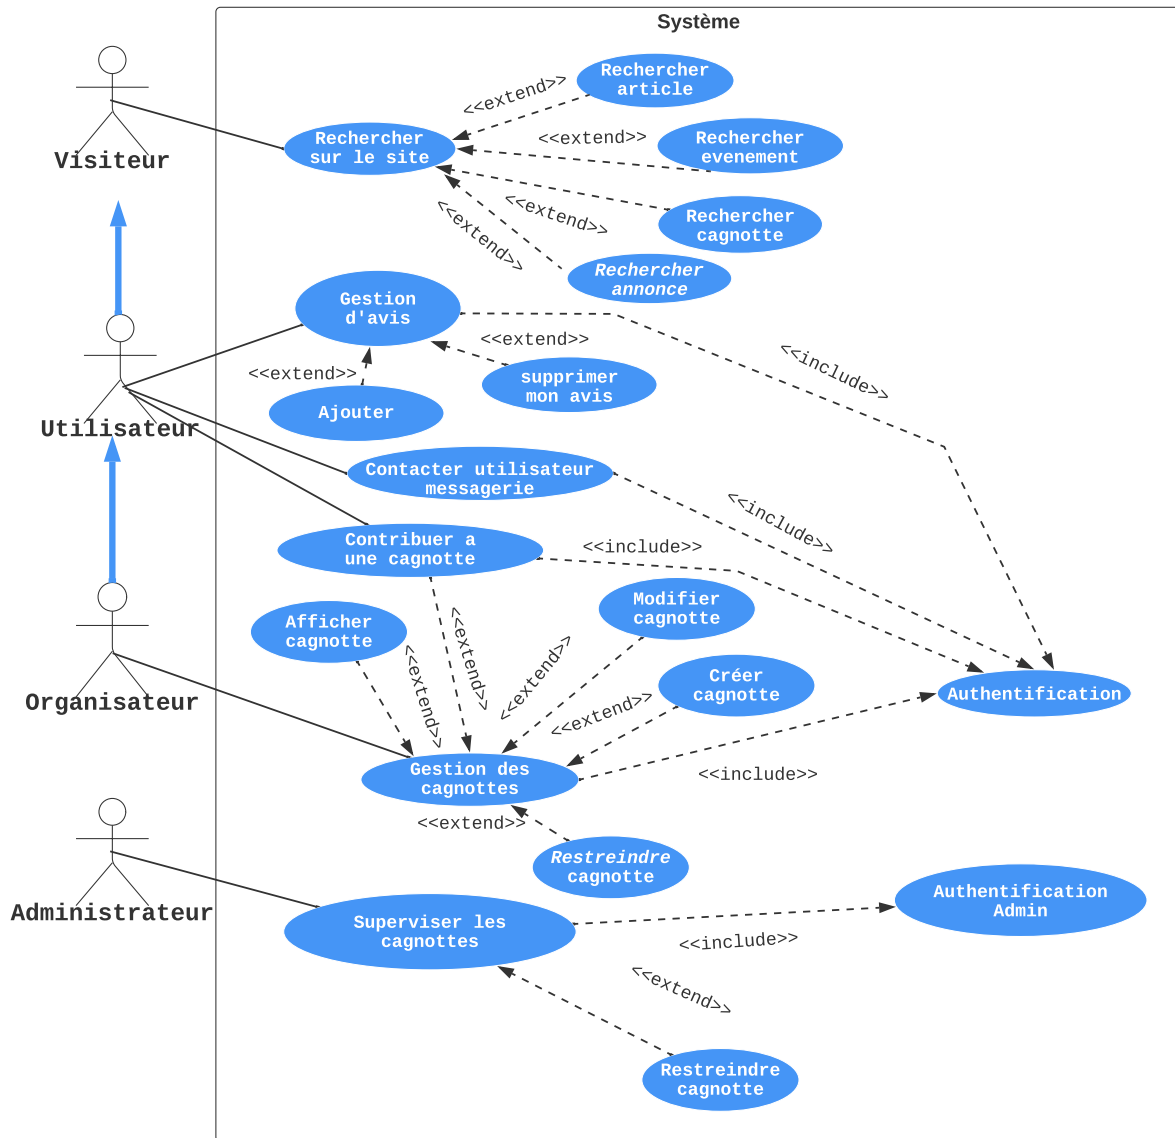 Système
Rechercher
article
<<extend>>
Rechercher
sur le site
<<extend>>
Rechercher
evenement
Visiteur
<<extend>>
Rechercher
cagnotte
<<extend>>
Rechercher
annonce
Gestion
d'avis
<<extend>>
<<include>>
<<extend>>
supprimer
mon avis
Ajouter
Utilisateur
Contacter utilisateur
messagerie
<<include>>
Contribuer a
une cagnotte
<<include>>
Afficher
cagnotte
<<extend>>
<<extend>>
Modifier
cagnotte
<<extend>>
Créer
cagnotte
<<extend>>
Authentification
Organisateur
Gestion des
cagnottes
<<include>>
<<extend>>
Restreindre
cagnotte
Administrateur
Superviser les
cagnottes
Authentification
Admin
<<include>>
<<extend>>
Restreindre
cagnotte